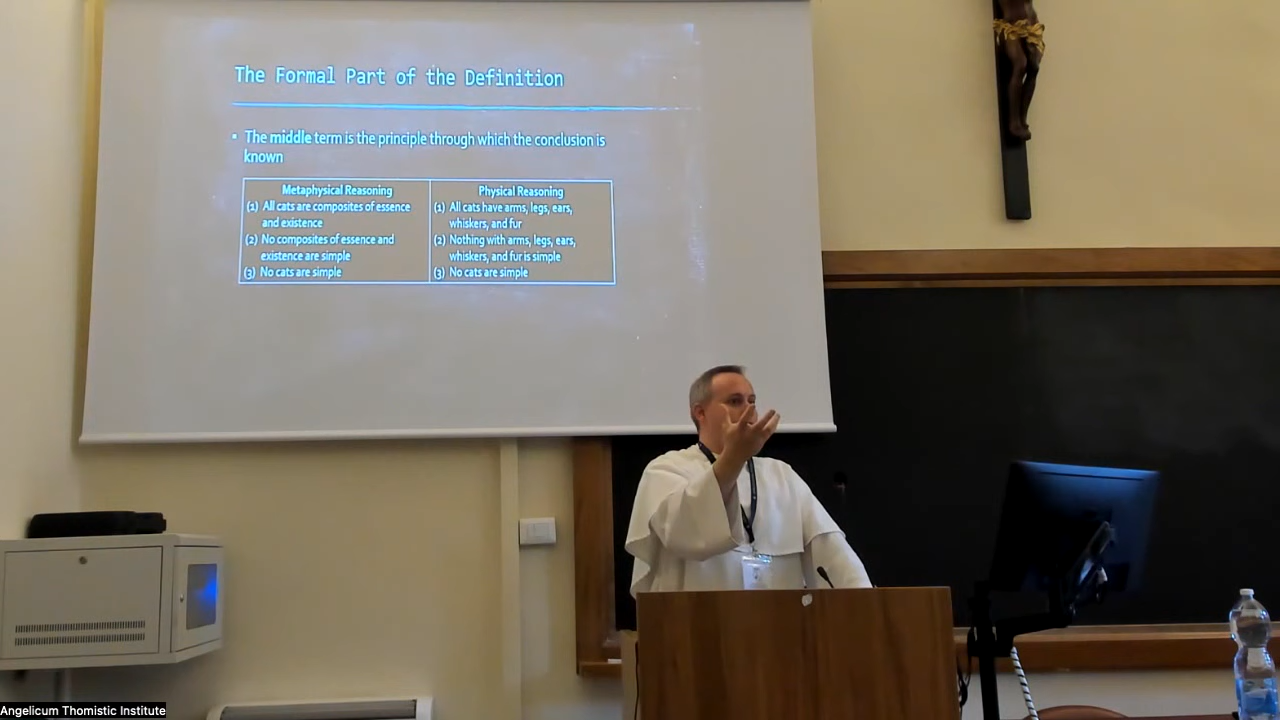 The Formal Part of the Definition
▪ The middle term is the principle through which the conclusion is
known
Metaphysical Reasoning
(1) All cats are composites of essence
and existence
(2) No composites of essence and
existence are simple
(3) No cats are simple
Physical Reasoning
(1) All cats have arms, legs, ears,
whiskers, and fur
(2) Nothing with arms, legs, ears,
whiskers, and fur is simple
(3) No cats are simple
Angelicum Thomistic Institute